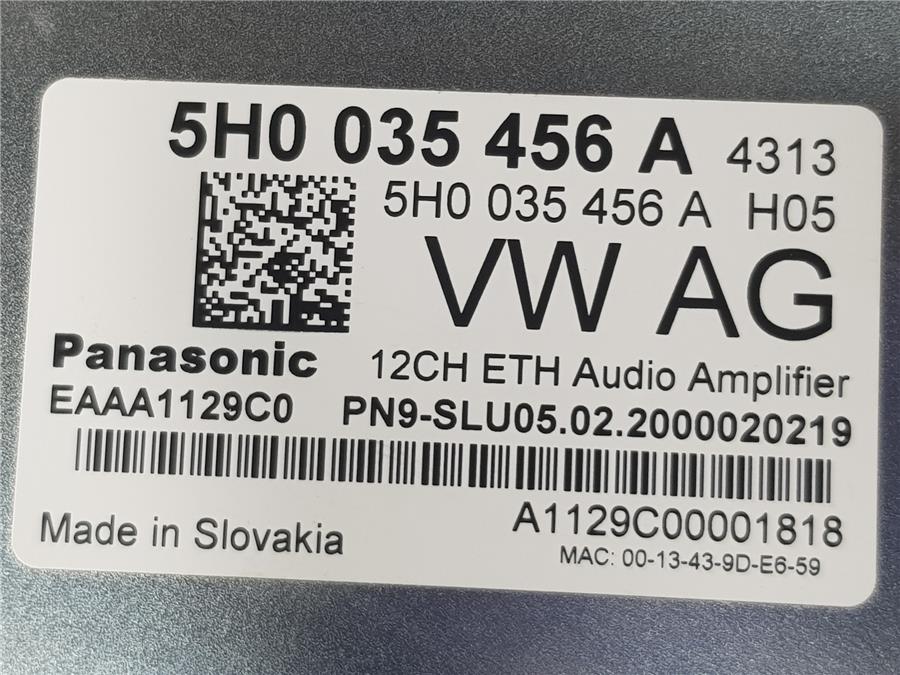 5H0 035 456 A 4313
5H0 035 456 A H05
VW AG
Panasonic 12CH ETH Audio Amplifier
EAAA1129C0 PN9-SLU05.02.2000020219
A1129C00001818
Made in Slovakia
MAC: 00-13-43-9D-E6-59